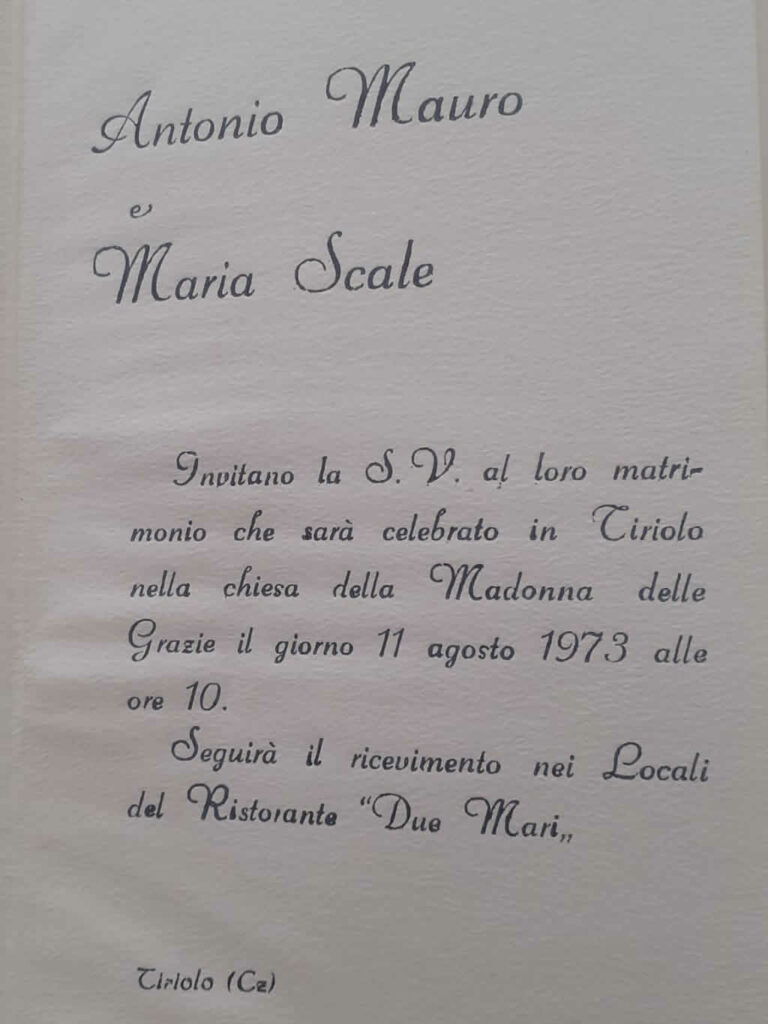 Antonio Mauro
e
Maria Scale
Invitano la S. V. al loro matri-
monio che sarà celebrato in Tiriolo
nella chiesa della Madonna delle
Grazie il giorno 11 agosto 1973 alle
ore 10.
Seguirà il ricevimento nei Locali
del Ristorante “Due Mari„
Tiriolo (Cz)